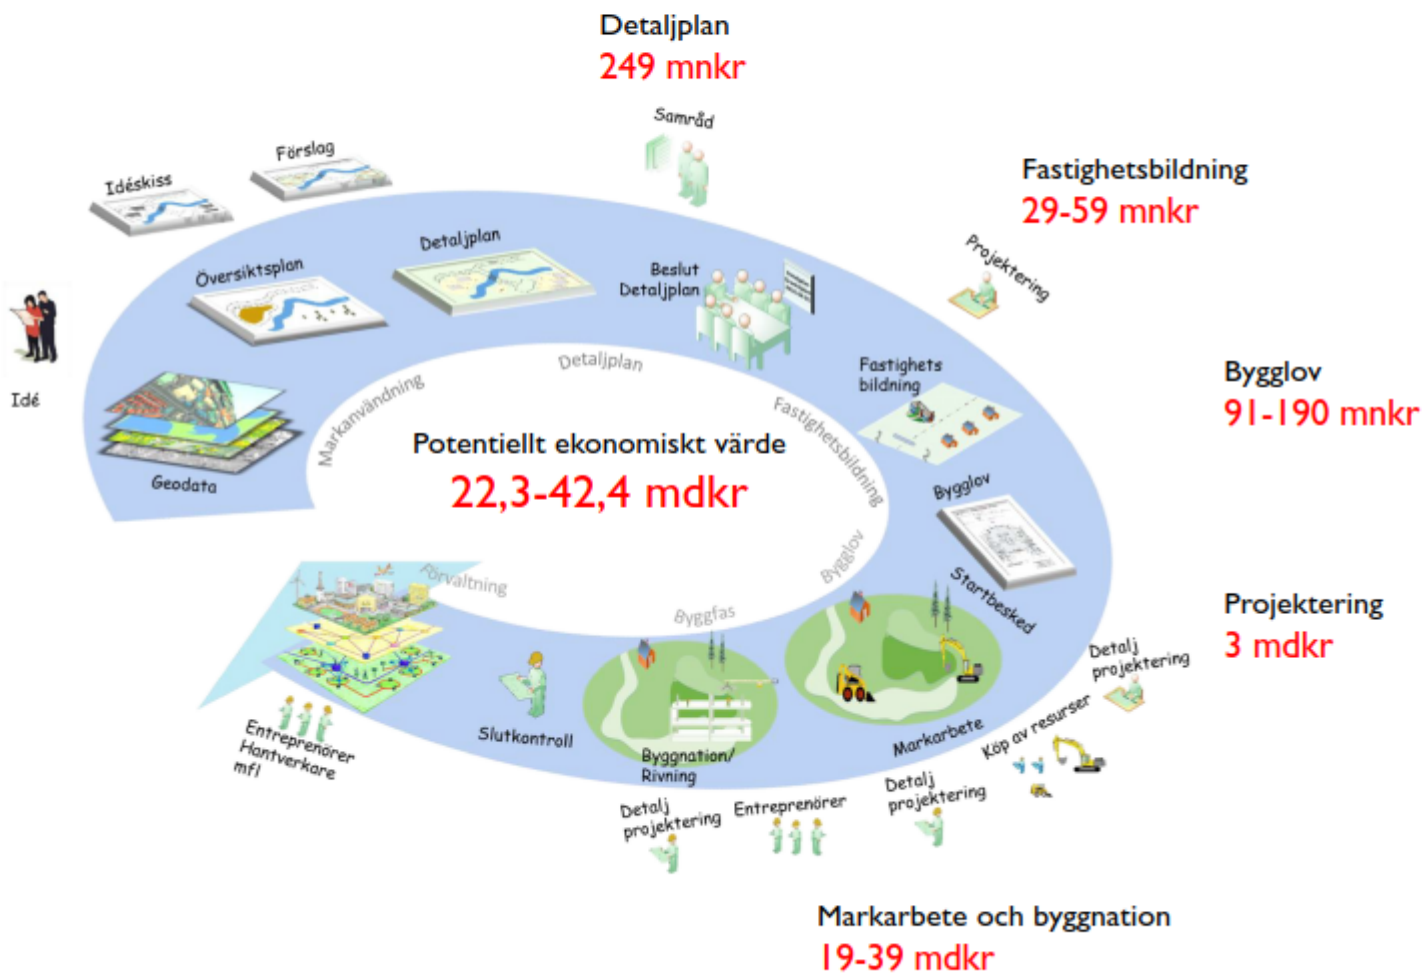 Detaljplan
249 mnkr
Samråd
Förslag
Idéskiss
Fastighetsbildning
29-59 mnkr
Projektering
Detaljplan
Översiktsplan
Beslut
Detaljplan
Idé
Geodata
Markanvändning
Detaljplan
Fastighetsbildning
Fastighets
bildning
Bygglov
91-190 mnkr
Potentiellt ekonomiskt värde
22,3-42,4 mdkr
Bygglov
Bygglov
Startbesked
Förvaltning
Byggfas
Projektering
3 mdkr
Detalj
projektering
Köp av resurser
Markarbete
Slutkontroll
Byggnation/
Rivning
Entreprenörer
Hantverkare
mfl
Detalj
projektering
Entreprenörer
Detalj
projektering
Markarbete och byggnation
19-39 mdkr